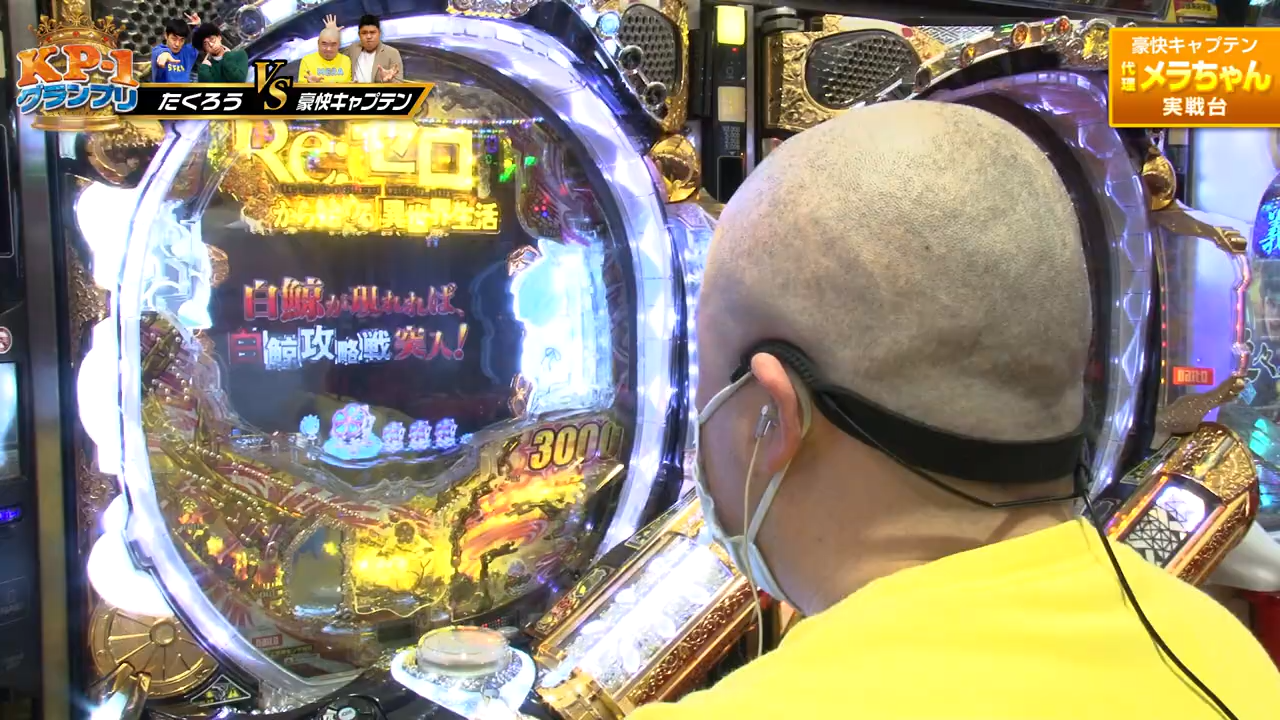 KP-1
グランプリ
たくろう
VS
豪快キャプテン
豪快キャプテン
代理
メラちゃん
実戦台
Re:ゼロ
から始める異世界生活
白鯨が現れれば、
白鯨攻略戦突入!
3000
Daito